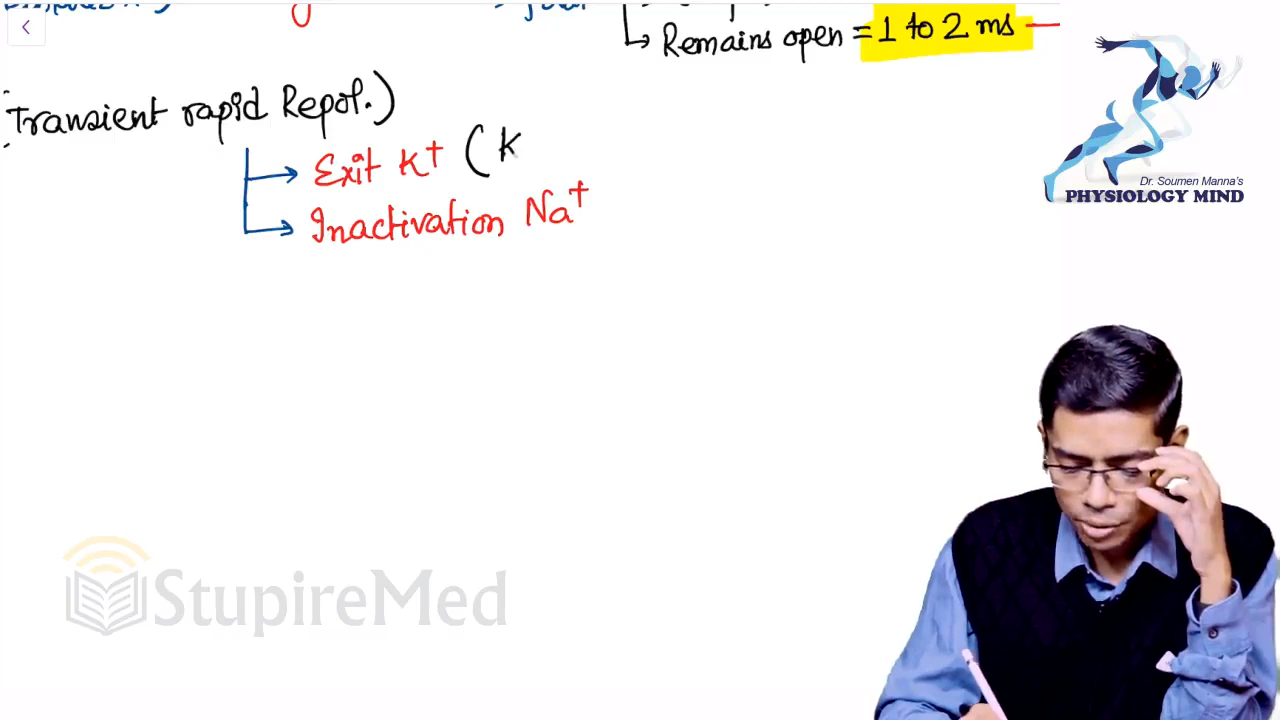 Remains open = 1 to 2 ms
Transient rapid Repol.)
Exit K+ (K
Inactivation Na+
Dr. Soumen Manna's
PHYSIOLOGY MIND
StupireMed